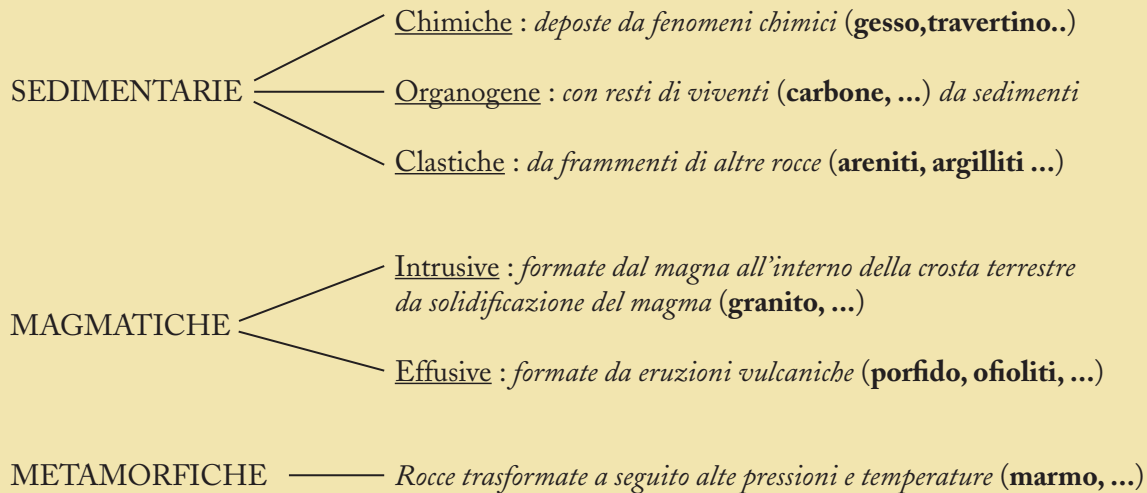 Chimiche : deposte da fenomeni chimici (gesso,travertino..)
SEDIMENTARIE
Organogene : con resti di viventi (carbone, ...) da sedimenti
Clastiche : da frammenti di altre rocce (areniti, argilliti ...)
Intrusive : formate dal magna all'interno della crosta terrestre
da solidificazione del magma (granito, ...)
MAGMATICHE
Effusive : formate da eruzioni vulcaniche (porfido, ofioliti, ...)
METAMORFICHE
Rocce trasformate a seguito alte pressioni e temperature (marmo, ...)